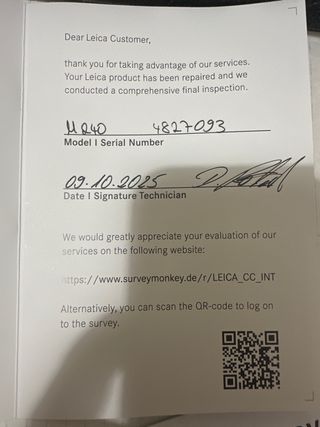 Dear Leica Customer,
thank you for taking advantage of our services.
Your Leica product has been repaired and we
conducted a comprehensive final inspection.
M240 4827093
Model I Serial Number
09.10.2025
Date I Signature Technician
We would greatly appreciate your evaluation of our
services on the following website:
https://www.surveymonkey.de/r/LEICA_CC_INT
Alternatively, you can scan the QR-code to log on
to the survey.